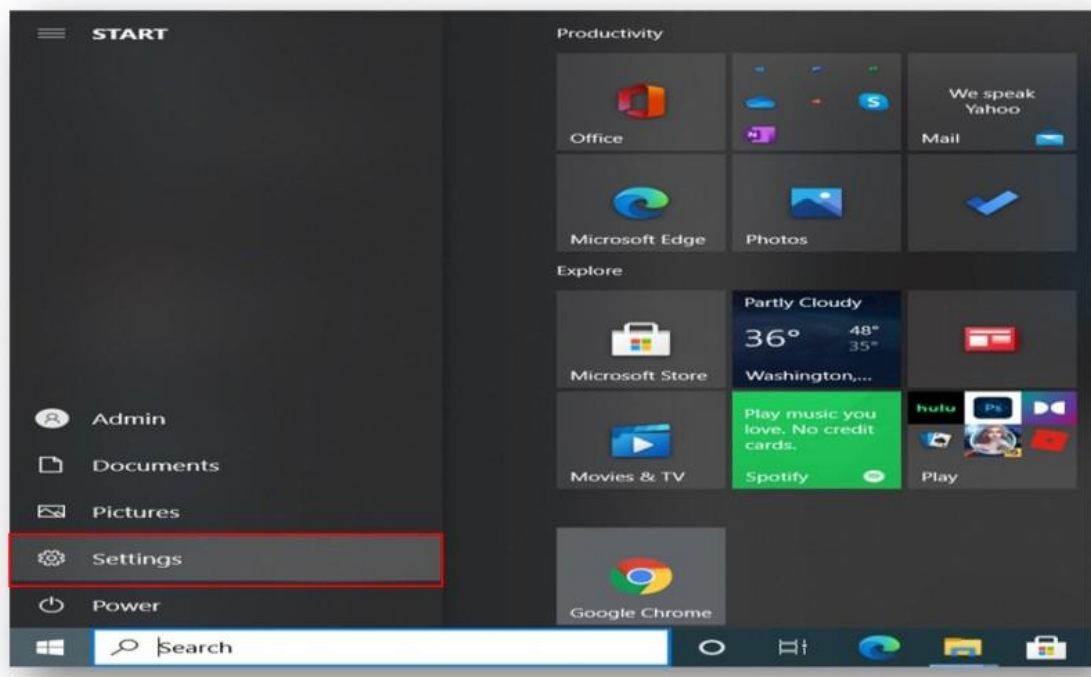 START
Admin
Documents
Pictures
Settings
Power
Search
Productivity
Office
N
S
We speak
Yahoo
Mail
Microsoft Edge
Photos
Explore
Microsoft Store
Partly Cloudy
36°
48°
35°
Washington,...
Movies & TV
Play music you
love. No credit
cards.
Spotify
hulu
Ps
Play
Google Chrome